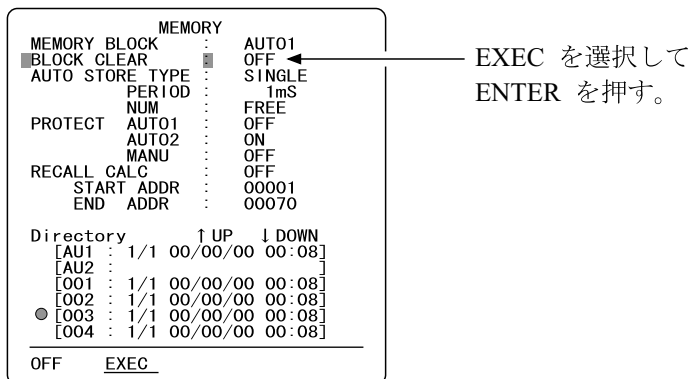 MEMORY
MEMORY BLOCK : AUTO1
BLOCK CLEAR : OFF
AUTO STORE TYPE : SINGLE
PERIOD : 1mS
NUM : FREE
PROTECT AUTO1 : OFF
AUTO2 : ON
MANU : OFF
RECALL CALC : OFF
START ADDR : 00001
END ADDR : 00070
Directory ↑UP ↓DOWN
[AU1 : 1/1 00/00/00 00:08]
[AU2 : ]
[001 : 1/1 00/00/00 00:08]
[002 : 1/1 00/00/00 00:08]
[003 : 1/1 00/00/00 00:08]
[004 : 1/1 00/00/00 00:08]
OFF EXEC
EXEC を選択して
ENTER を押す。